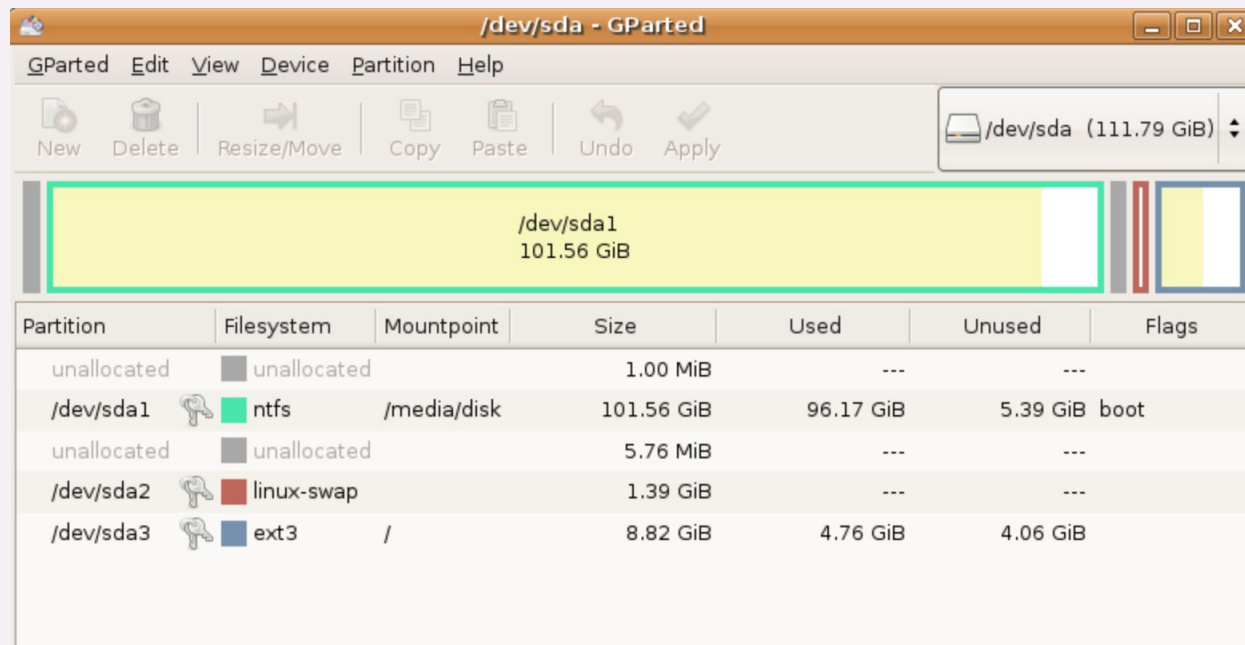 /dev/sda - GParted
GParted Edit View Device Partition Help
New Delete Resize/Move Copy Paste Undo Apply /dev/sda (111.79 GiB)
/dev/sda1
101.56 GiB
Partition Filesystem Mountpoint Size Used Unused Flags
unallocated unallocated 1.00 MiB --- ---
/dev/sda1 ntfs /media/disk 101.56 GiB 96.17 GiB 5.39 GiB boot
unallocated unallocated 5.76 MiB --- ---
/dev/sda2 linux-swap 1.39 GiB --- ---
/dev/sda3 ext3 / 8.82 GiB 4.76 GiB 4.06 GiB